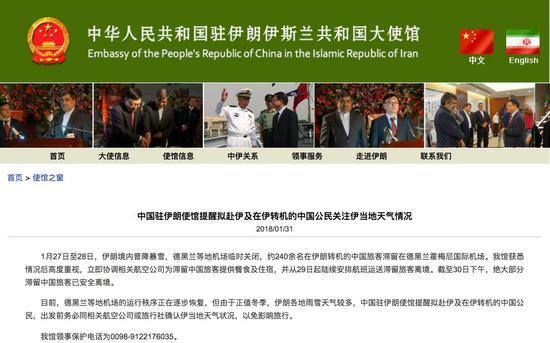 中华人民共和国驻伊朗伊斯兰共和国大使馆
Embassy of the People's Republic of China in the Islamic Republic of Iran
中文
English
首页 大使信息 使馆信息 中伊关系 领事服务 走进伊朗 联系我们
首页 > 使馆之窗
中国驻伊朗使馆提醒拟赴伊及在伊转机的中国公民关注伊当地天气情况
2018/01/31
1月27日至28日，伊朗境内普降暴雪，德黑兰等地机场临时关闭，约240余名在伊朗转机的中国旅客滞留在德黑兰霍梅尼国际机场。我馆获悉
情况后高度重视，立即协调相关航空公司为滞留中国旅客提供餐食及住宿，并从29日起陆续安排航班运送滞留旅客离境。截至30日下午，绝大部分
滞留中国旅客已安全离境。
目前，德黑兰等地机场的运行秩序正在逐步恢复，但由于正值冬季，伊朗各地雨雪天气较多，中国驻伊朗使馆提醒拟赴伊及在伊转机的中国公
民，出发前务必同相关航空公司或旅行社确认伊当地天气状况，以免影响旅行。
我馆领事保护电话为0098-9122176035。